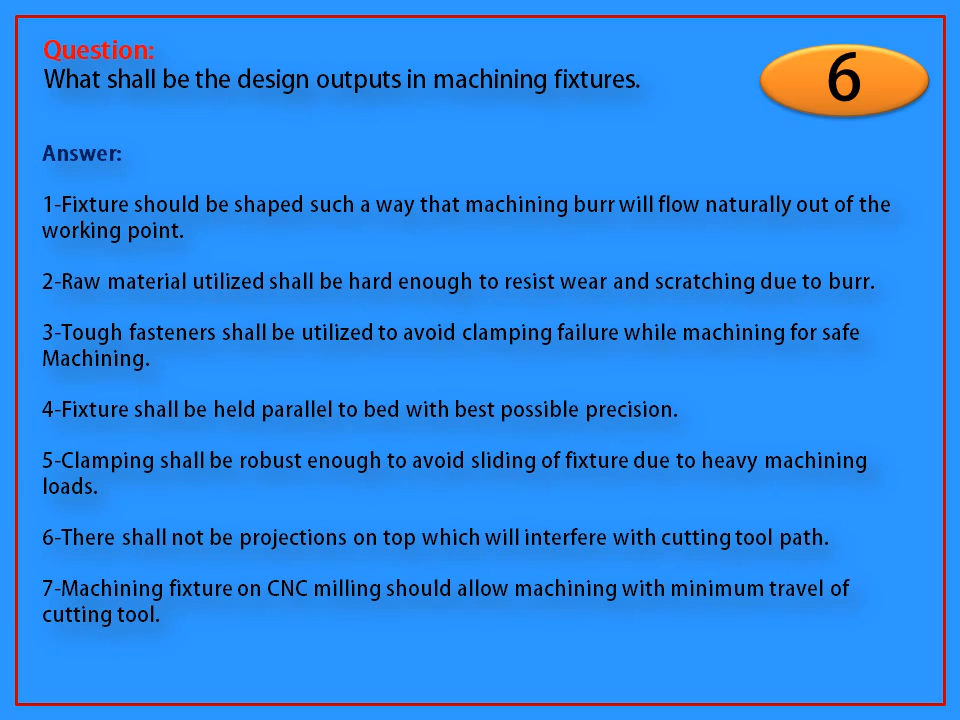 Question:
What shall be the design outputs in machining fixtures.
6
Answer:
1-Fixture should be shaped such a way that machining burr will flow naturally out of the
working point.
2-Raw material utilized shall be hard enough to resist wear and scratching due to burr.
3-Tough fasteners shall be utilized to avoid clamping failure while machining for safe
Machining.
4-Fixture shall be held parallel to bed with best possible precision.
5-Clamping shall be robust enough to avoid sliding of fixture due to heavy machining
loads.
6-There shall not be projections on top which will interfere with cutting tool path.
7-Machining fixture on CNC milling should allow machining with minimum travel of
cutting tool.